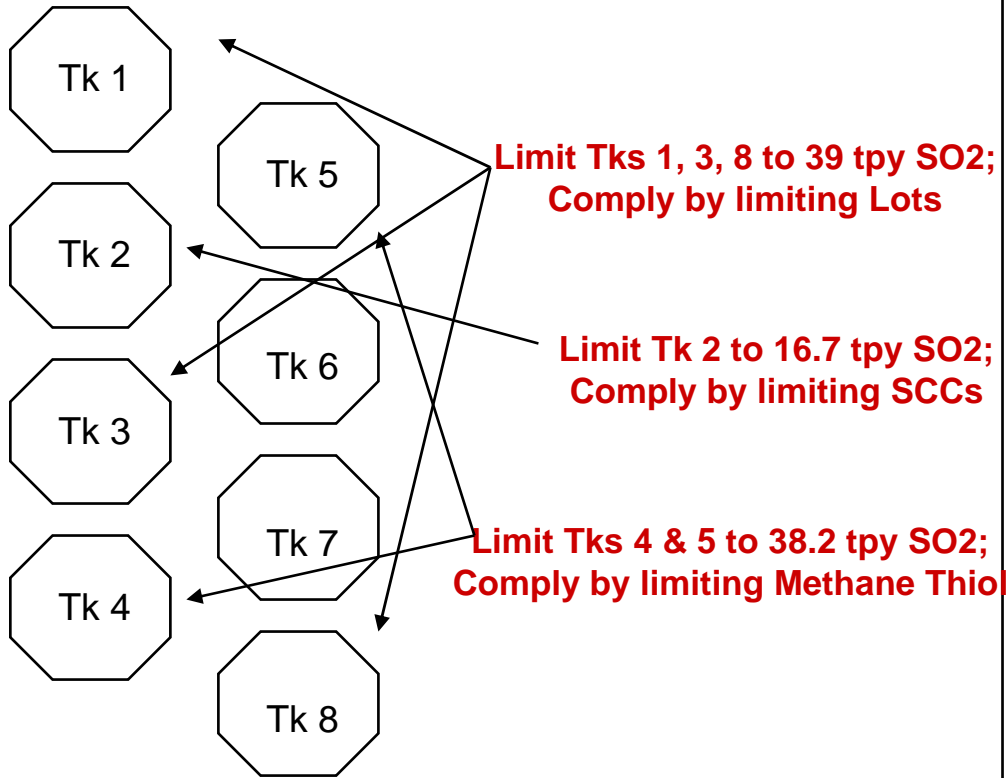 Tk 1
Tk 2
Tk 3
Tk 4
Tk 5
Tk 6
Tk 7
Tk 8
Limit Tks 1, 3, 8 to 39 tpy SO2;
Comply by limiting Lots
Limit Tk 2 to 16.7 tpy SO2;
Comply by limiting SCCs
Limit Tks 4 & 5 to 38.2 tpy SO2;
Comply by limiting Methane Thiol